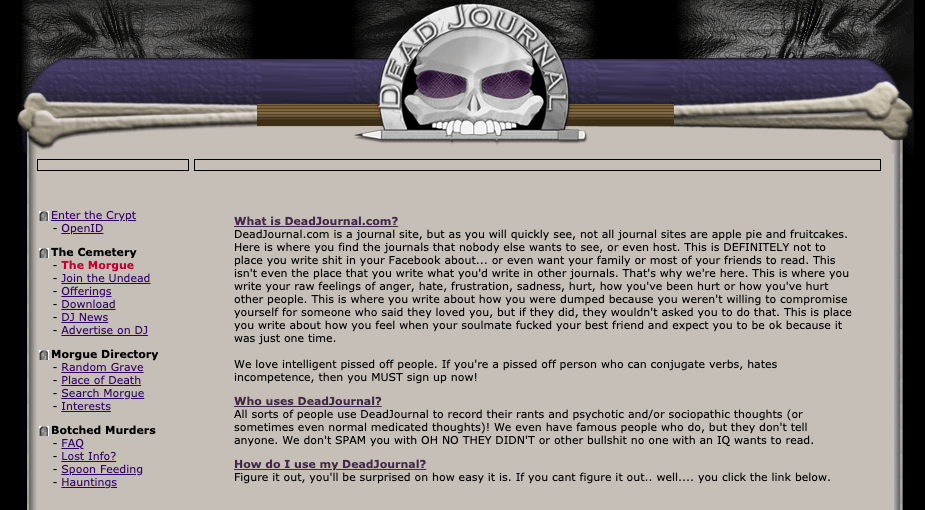 DEAD JOURNAL
Enter the Crypt
- OpenID
The Cemetery
- The Morgue
- Join the Undead
- Offerings
- Download
- DJ News
- Advertise on DJ
Morgue Directory
- Random Grave
- Place of Death
- Search Morgue
- Interests
Botched Murders
- FAQ
- Lost Info?
- Spoon Feeding
- Hauntings
What is DeadJournal.com?
DeadJournal.com is a journal site, but as you will quickly see, not all journal sites are apple pie and fruitcakes.
Here is where you find the journals that nobody else wants to see, or even host. This is DEFINITELY not to
place you write shit in your Facebook about... or even want your family or most of your friends to read. This
isn't even the place that you write what you'd write in other journals. That's why we're here. This is where you
write your raw feelings of anger, hate, frustration, sadness, hurt, how you've been hurt or how you've hurt
other people. This is where you write about how you were dumped because you weren't willing to compromise
yourself for someone who said they loved you, but if they did, they wouldn't asked you to do that. This is place
you write about how you feel when your soulmate fucked your best friend and expect you to be ok because it
was just one time.
We love intelligent pissed off people. If you're a pissed off person who can conjugate verbs, hates
incompetence, then you MUST sign up now!
Who uses DeadJournal?
All sorts of people use DeadJournal to record their rants and psychotic and/or sociopathic thoughts (or
sometimes even normal medicated thoughts)! We even have famous people who do, but they don't tell
anyone. We don't SPAM you with OH NO THEY DIDN'T or other bullshit no one with an IQ wants to read.
How do I use my DeadJournal?
Figure it out, you'll be surprised on how easy it is. If you cant figure it out.. well.... you click the link below.